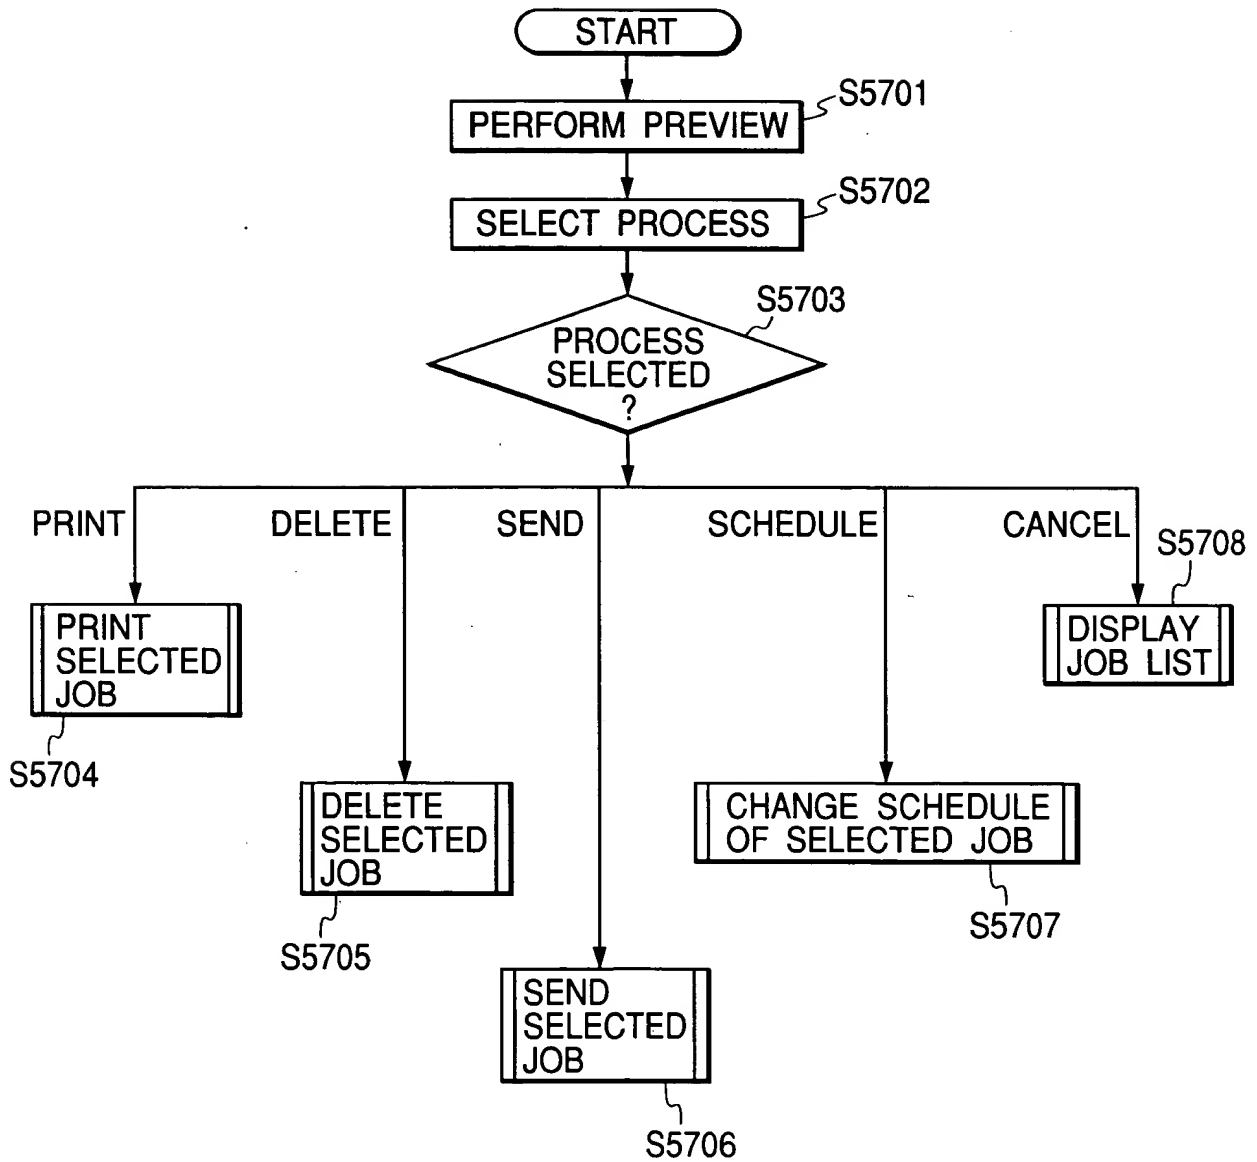 START
S5701
PERFORM PREVIEW
S5702
SELECT PROCESS
S5703
PROCESS
SELECTED
?
PRINT
DELETE
SEND
SCHEDULE
CANCEL
S5708
PRINT
SELECTED
JOB
S5704
DISPLAY
JOB LIST
DELETE
SELECTED
JOB
S5705
CHANGE SCHEDULE
OF SELECTED JOB
S5707
SEND
SELECTED
JOB
S5706